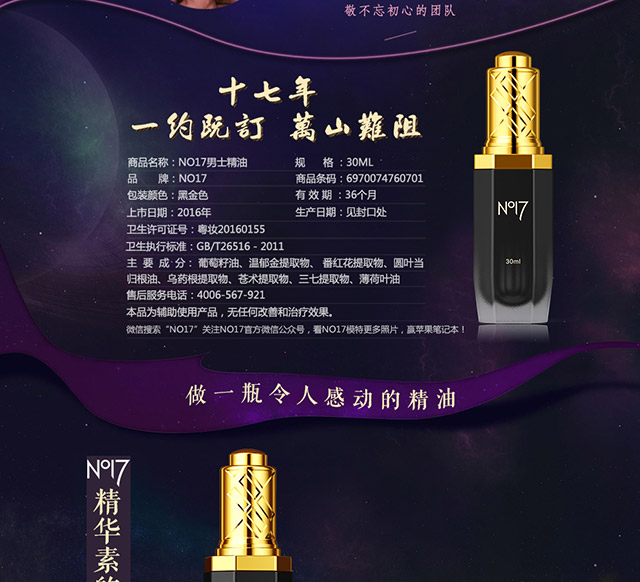 敬不忘初心的团队
十七年
一约既訂 萬山難阻
商品名称：NO17男士精油 规 格：30ML
品 牌：NO17 商品条码：6970074760701
包装颜色：黑金色 有 效 期：36个月
上市日期：2016年 生产日期：见封口处
卫生许可证号：粤妆20160155
卫生执行标准：GB/T26516 - 2011
主 要 成 分：葡萄籽油、温郁金提取物、番红花提取物、圆叶当
归根油、乌药根提取物、苍术提取物、三七提取物、薄荷叶油
售后服务电话：4006-567-921
本品为辅助使用产品，无任何改善和治疗效果。
微信搜索“NO17”关注NO17官方微信公众号，看NO17模特更多照片，赢苹果笔记本！
No17
30ml
做一瓶令人感动的精油
No17
精华素的